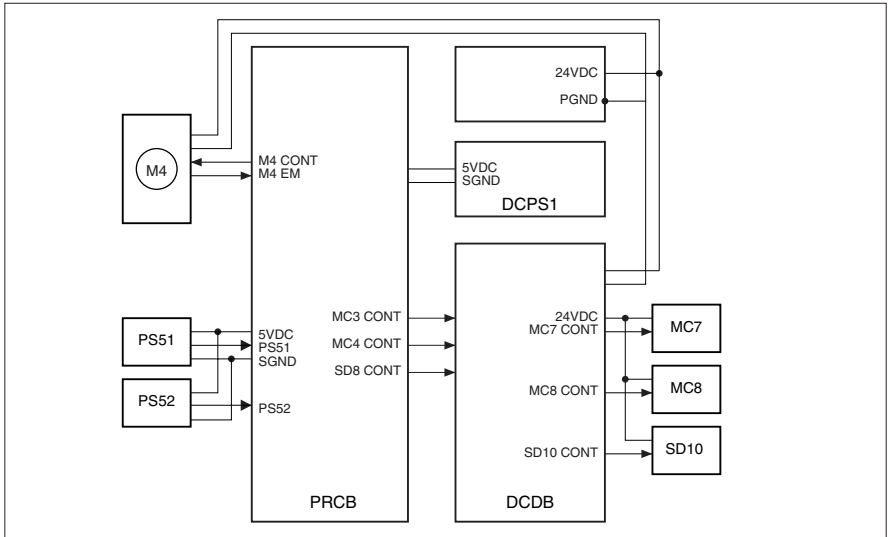 24VDC
PGND
M4
M4 CONT
M4 EM
5VDC
SGND
DCPS1
PS51
5VDC
PS51
SGND
PS52
PS52
MC3 CONT
MC4 CONT
SD8 CONT
24VDC
MC7 CONT
MC7
MC8 CONT
MC8
SD10 CONT
SD10
PRCB
DCDB